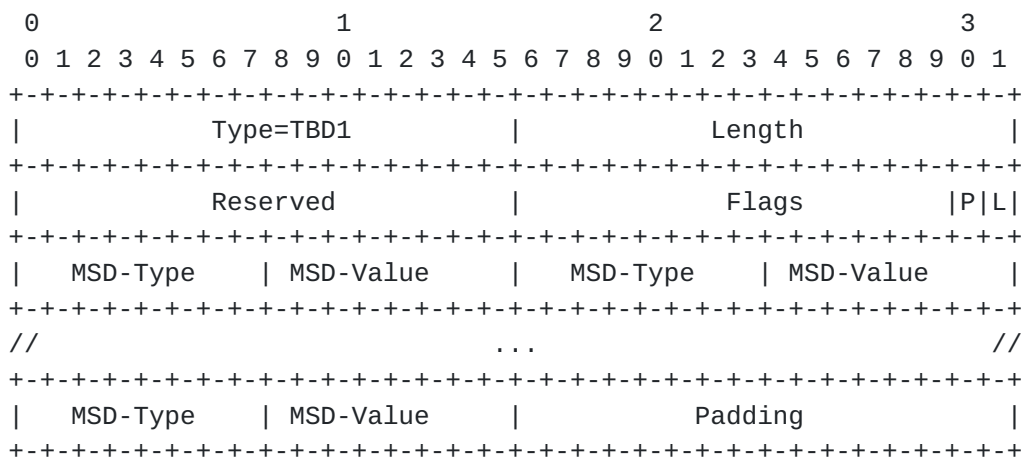 0                   1                   2                   3
 0 1 2 3 4 5 6 7 8 9 0 1 2 3 4 5 6 7 8 9 0 1 2 3 4 5 6 7 8 9 0 1
+-+-+-+-+-+-+-+-+-+-+-+-+-+-+-+-+-+-+-+-+-+-+-+-+-+-+-+-+-+-+-+-+
|            Type=TBD1           |            Length             |
+-+-+-+-+-+-+-+-+-+-+-+-+-+-+-+-+-+-+-+-+-+-+-+-+-+-+-+-+-+-+-+-+
|            Reserved           |             Flags         |P|L|
+-+-+-+-+-+-+-+-+-+-+-+-+-+-+-+-+-+-+-+-+-+-+-+-+-+-+-+-+-+-+-+-+
|   MSD-Type    | MSD-Value     |   MSD-Type    | MSD-Value     |
+-+-+-+-+-+-+-+-+-+-+-+-+-+-+-+-+-+-+-+-+-+-+-+-+-+-+-+-+-+-+-+-+
//                             ...                             //
+-+-+-+-+-+-+-+-+-+-+-+-+-+-+-+-+-+-+-+-+-+-+-+-+-+-+-+-+-+-+-+-+
|   MSD-Type    | MSD-Value     |           Padding             |
+-+-+-+-+-+-+-+-+-+-+-+-+-+-+-+-+-+-+-+-+-+-+-+-+-+-+-+-+-+-+-+-+